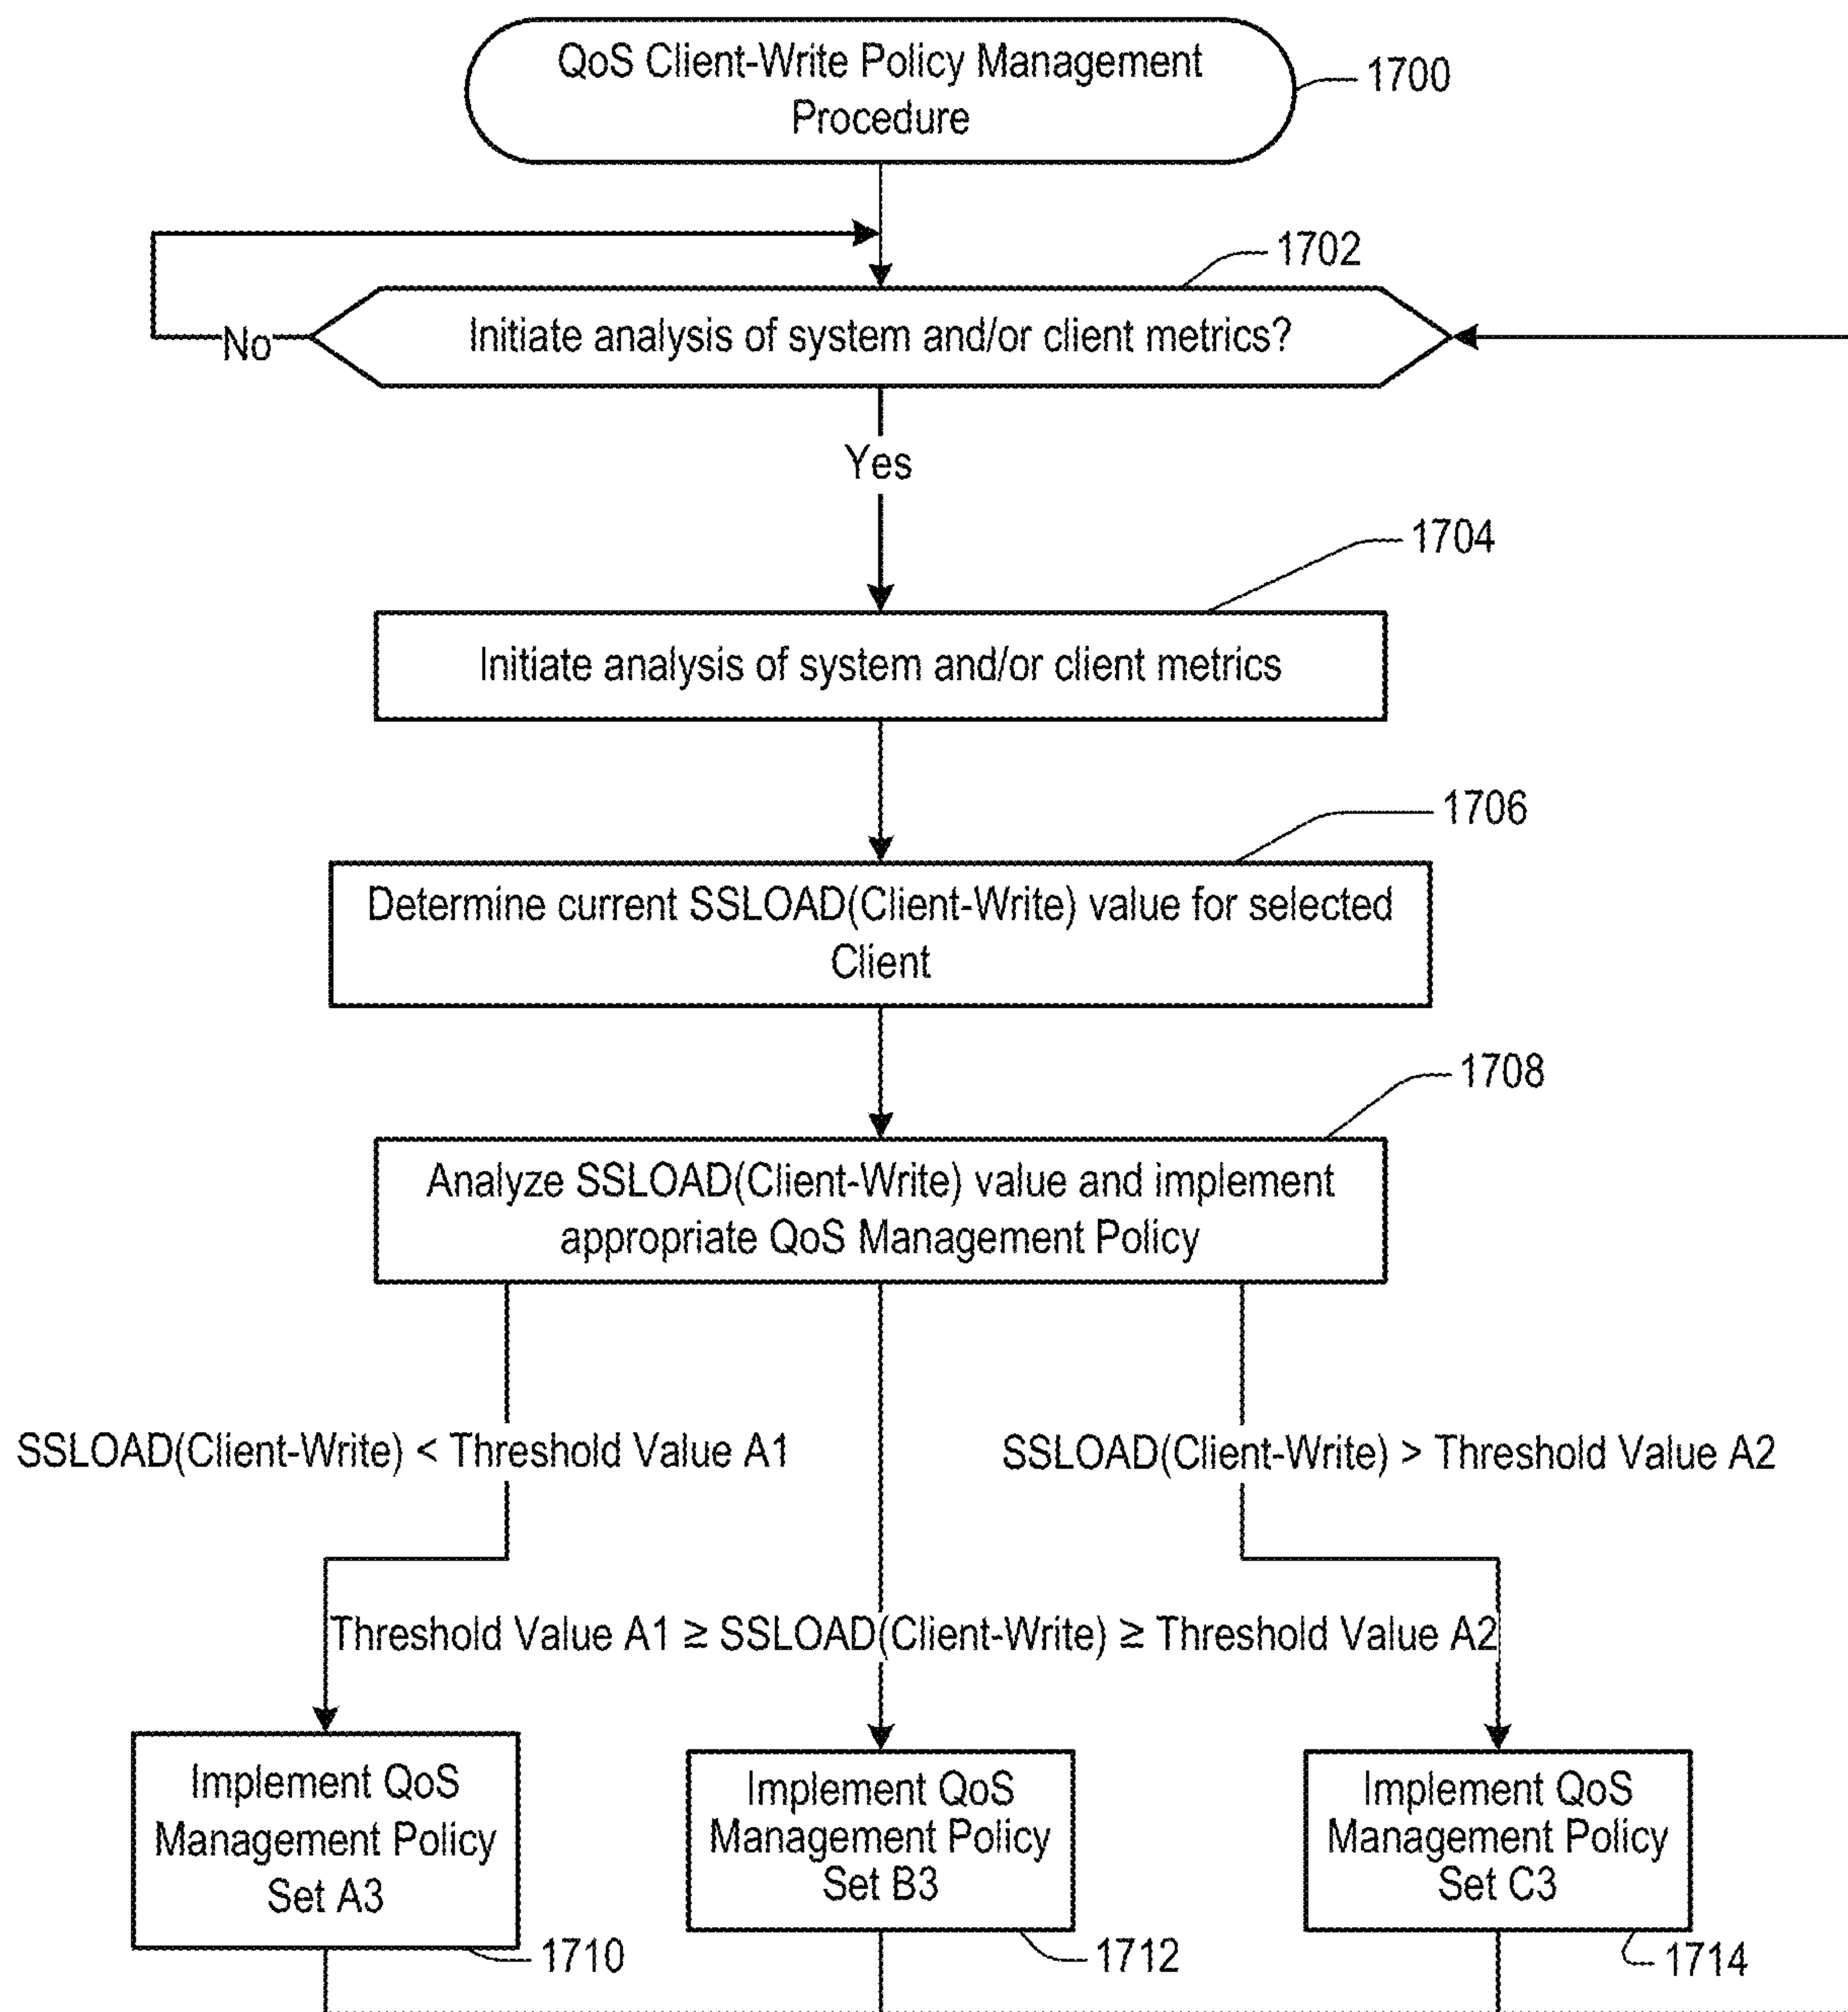 QoS Client-Write Policy Management
Procedure
1700
1702
Initiate analysis of system and/or client metrics?
No
Yes
1704
Initiate analysis of system and/or client metrics
1706
Determine current SSLOAD(Client-Write) value for selected
Client
1708
Analyze SSLOAD(Client-Write) value and implement
appropriate QoS Management Policy
SSLOAD(Client-Write) < Threshold Value A1
SSLOAD(Client-Write) > Threshold Value A2
Threshold Value A1 ≥ SSLOAD(Client-Write) ≥ Threshold Value A2
Implement QoS
Management Policy
Set A3
1710
Implement QoS
Management Policy
Set B3
1712
Implement QoS
Management Policy
Set C3
1714